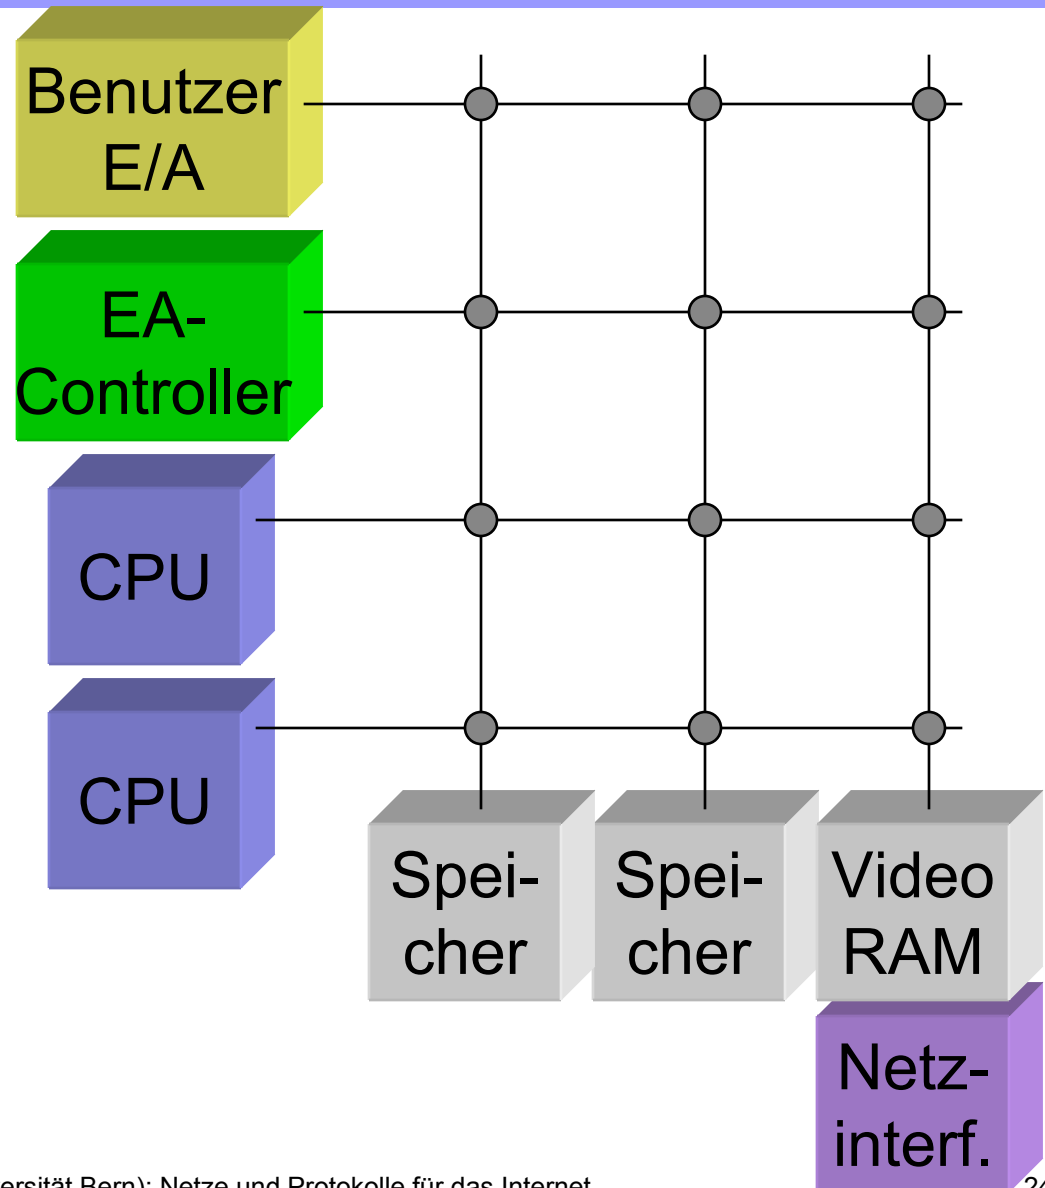 Benutzer
E/A
EA-
Controller
CPU
CPU
Spei-
cher
Spei-
cher
Video
RAM
Netz-
interf.
ersität Bern): Netze und Protokolle für das Internet
24